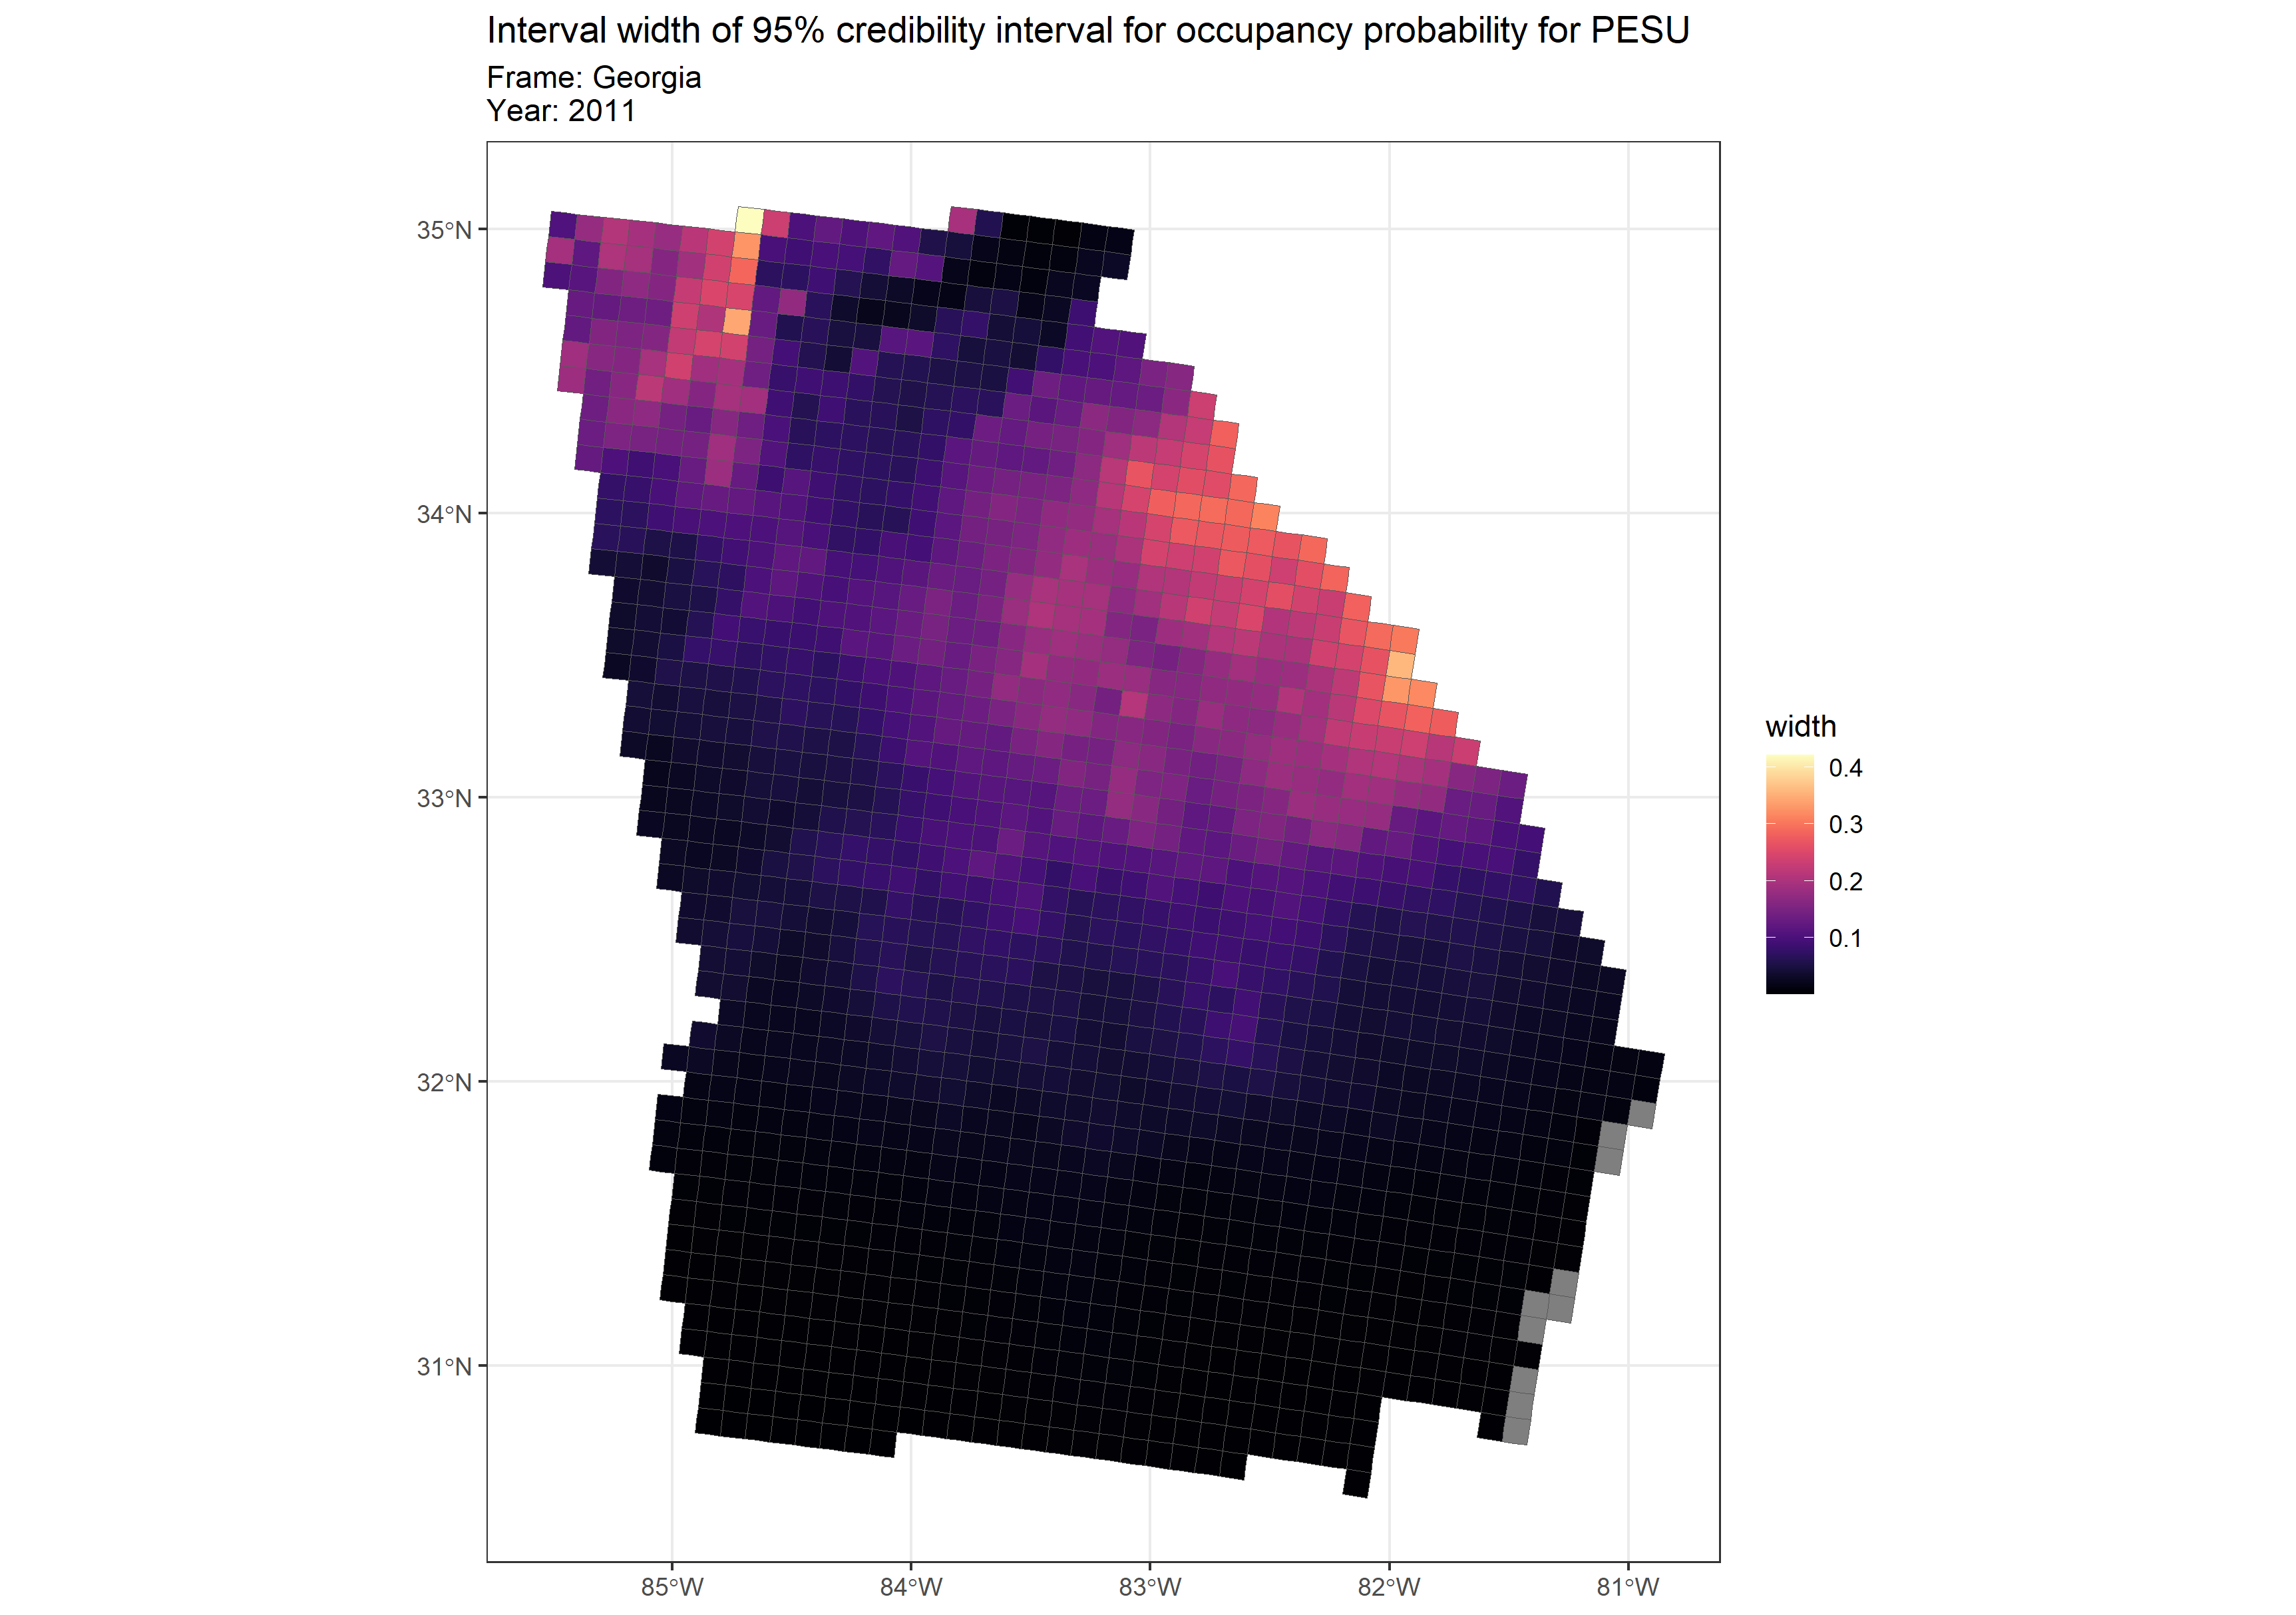 Interval width of 95% credibility interval for occupancy probability for PESU
Frame: Georgia
Year: 2011
35°N
34°N
33°N
32°N
31°N
85°W
84°W
83°W
82°W
81°W
width
0.4
0.3
0.2
0.1